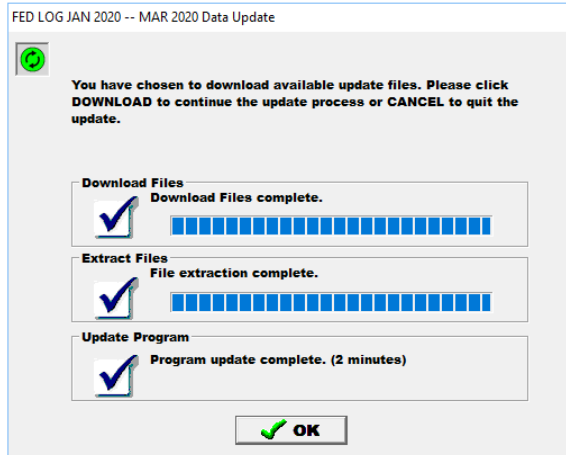 FED LOG JAN 2020 -- MAR 2020 Data Update
You have chosen to download available update files. Please click
DOWNLOAD to continue the update process or CANCEL to quit the
update.
Download Files
Download Files complete.
Extract Files
File extraction complete.
Update Program
Program update complete. (2 minutes)
OK